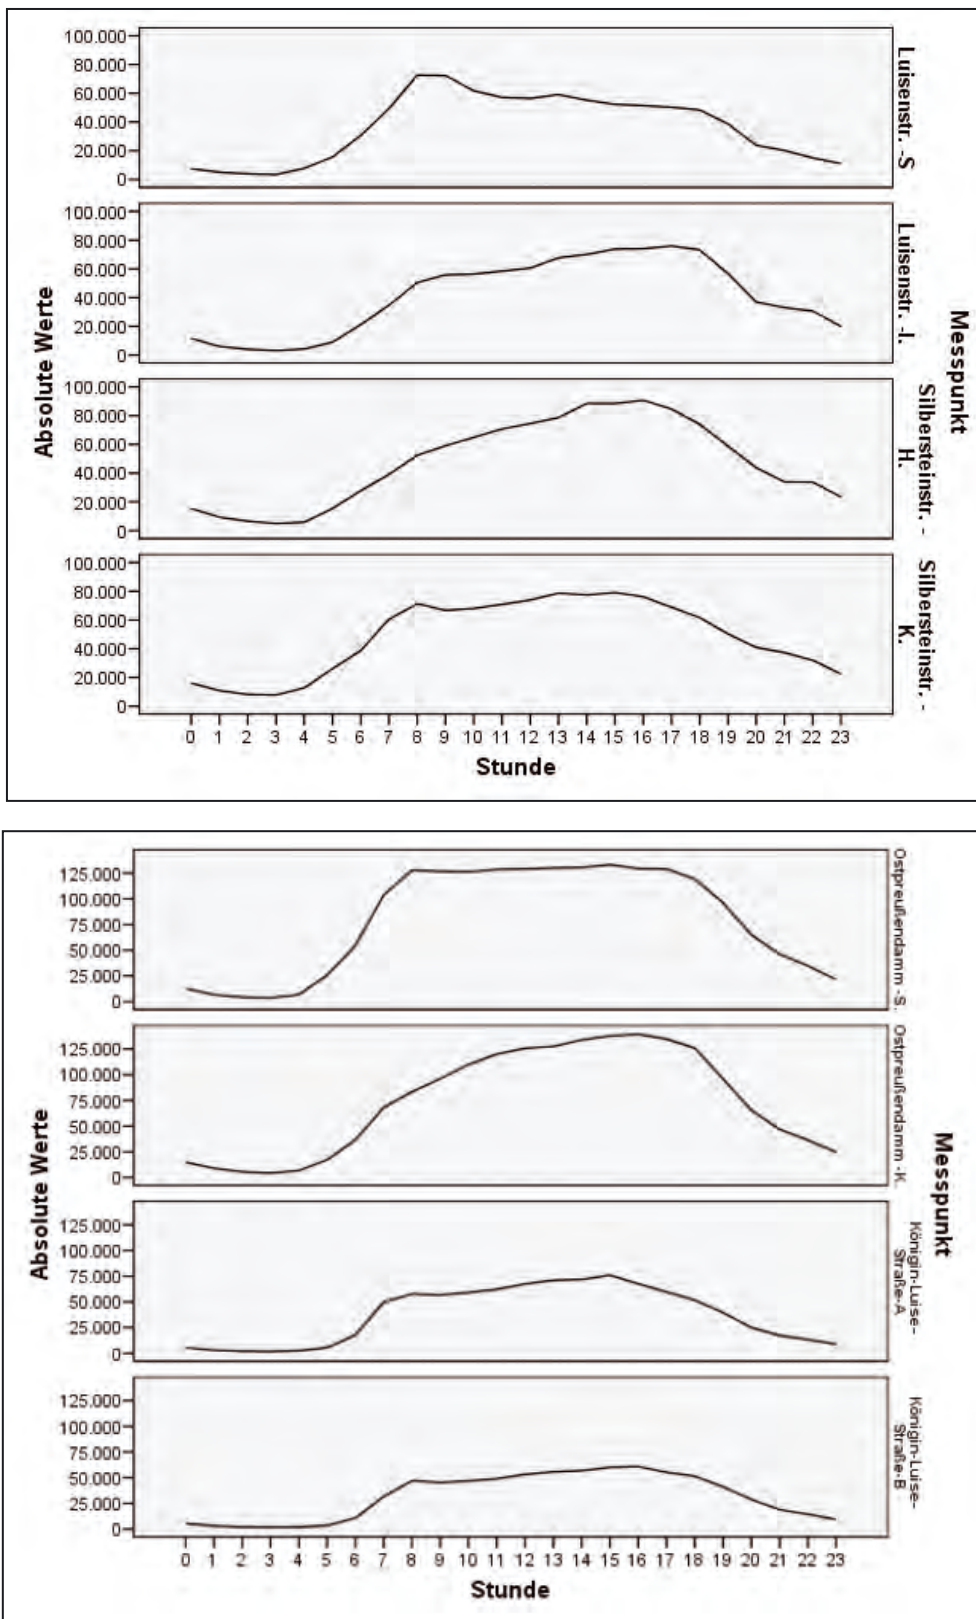 100.000
80.000
60.000
40.000
20.000
0
Luisenstr. -S
100.000
80.000
60.000
40.000
20.000
0
Luisenstr. -I.
100.000
80.000
60.000
40.000
20.000
0
Silbersteinstr. -
H.
100.000
80.000
60.000
40.000
20.000
0
Silbersteinstr. -
K.
Absolute Werte
Messpunkt
0 1 2 3 4 5 6 7 8 9 10 11 12 13 14 15 16 17 18 19 20 21 22 23
Stunde
125.000
100.000
75.000
50.000
25.000
0
Ostpreußendamm -S.
125.000
100.000
75.000
50.000
25.000
0
Ostpreußendamm -K.
125.000
100.000
75.000
50.000
25.000
0
Königin-Luise-
Straße-A
125.000
100.000
75.000
50.000
25.000
0
Königin-Luise-
Straße-B
Absolute Werte
Messpunkt
0 1 2 3 4 5 6 7 8 9 10 11 12 13 14 15 16 17 18 19 20 21 22 23
Stunde